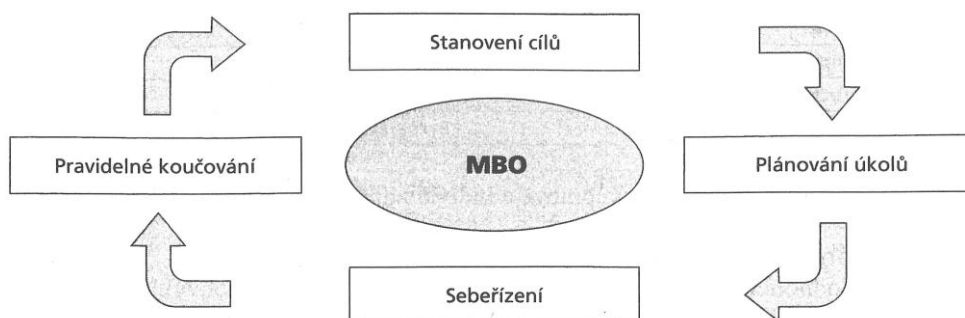 Stanovení cílů
Pravidelné koučování
MBO
Plánování úkolů
Sebeřízení